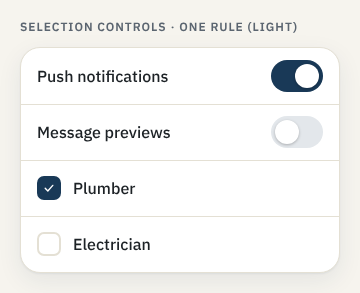 SELECTION CONTROLS · ONE RULE (LIGHT)
Push notifications
Message previews
Plumber
Electrician